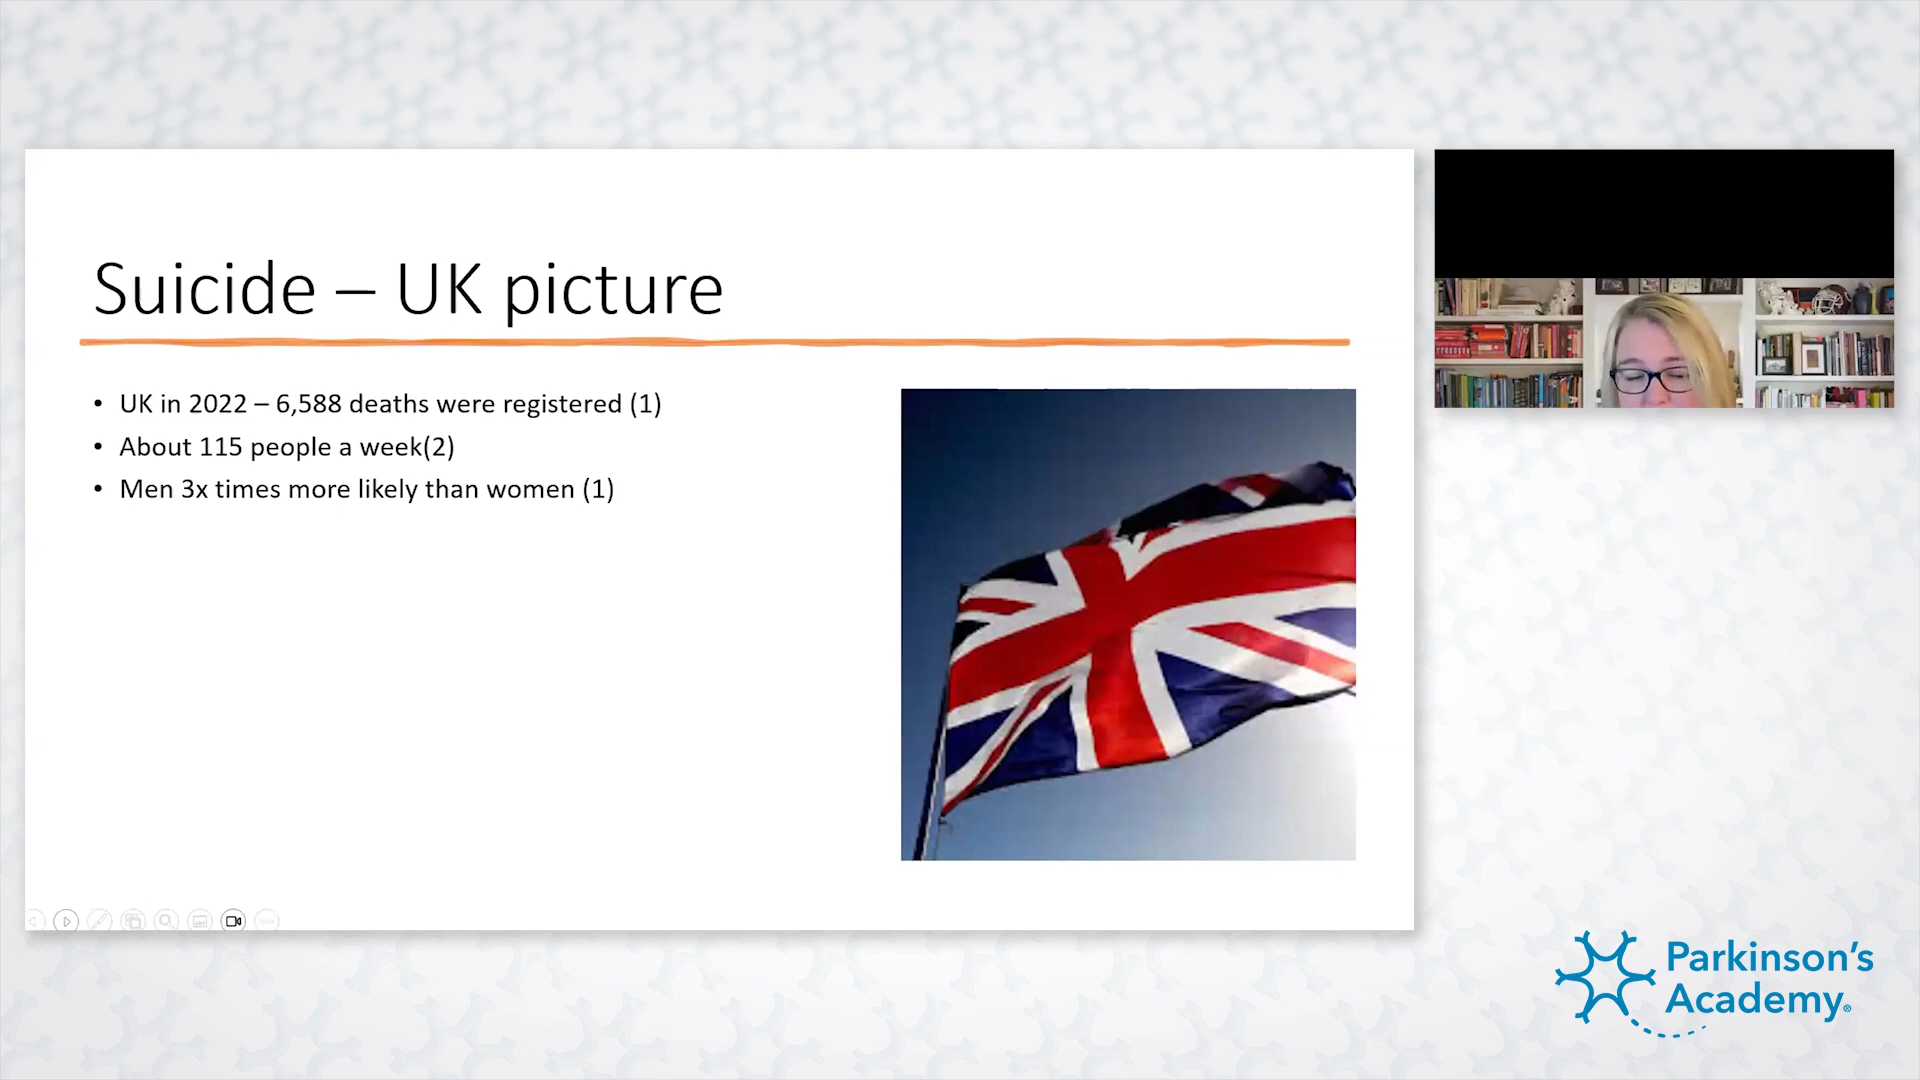 Suicide – UK picture
• UK in 2022 – 6,588 deaths were registered (1)
• About 115 people a week(2)
• Men 3x times more likely than women (1)
Parkinson's
Academy®